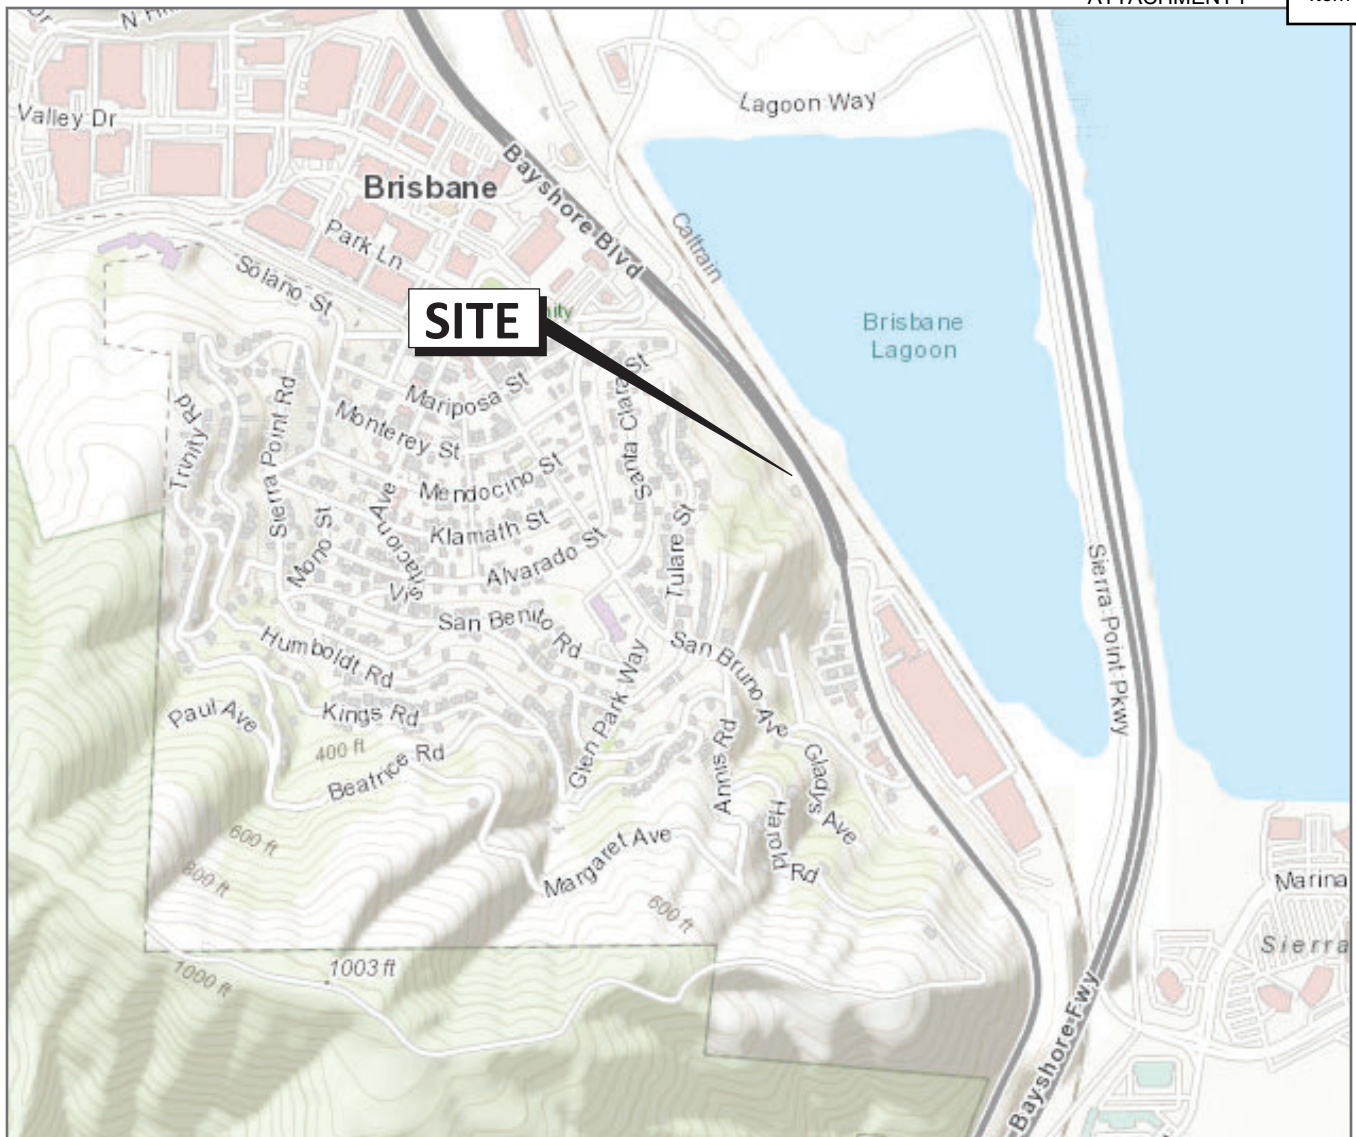 ATTACHMENT
Item
Dr
Valley Dr
Lagoon Way
Brisbane
Bayshore Blvd
Park Ln
Caltrain
Solano St
SITE
Brisbane
Lagoon
Mariposa St
Santa Clara St
Trinity Rd
Sierra Point Rd
Monterey St
Mendocino St
Visitacion Ave
Klamath St
Mono St
Alvarado St
Tulare St
Sierra Point Pkwy
San Benito Rd
Humboldt Rd
San Bruno Ave
Glen Park Way
Paul Ave
Kings Rd
400 ft
Beatrice Rd
Annis Rd
Gladys Ave
Harold Rd
600 ft
Margaret Ave
800 ft
600 ft
Marina
Sierra
1000 ft
1003 ft
Bayshore Fwy